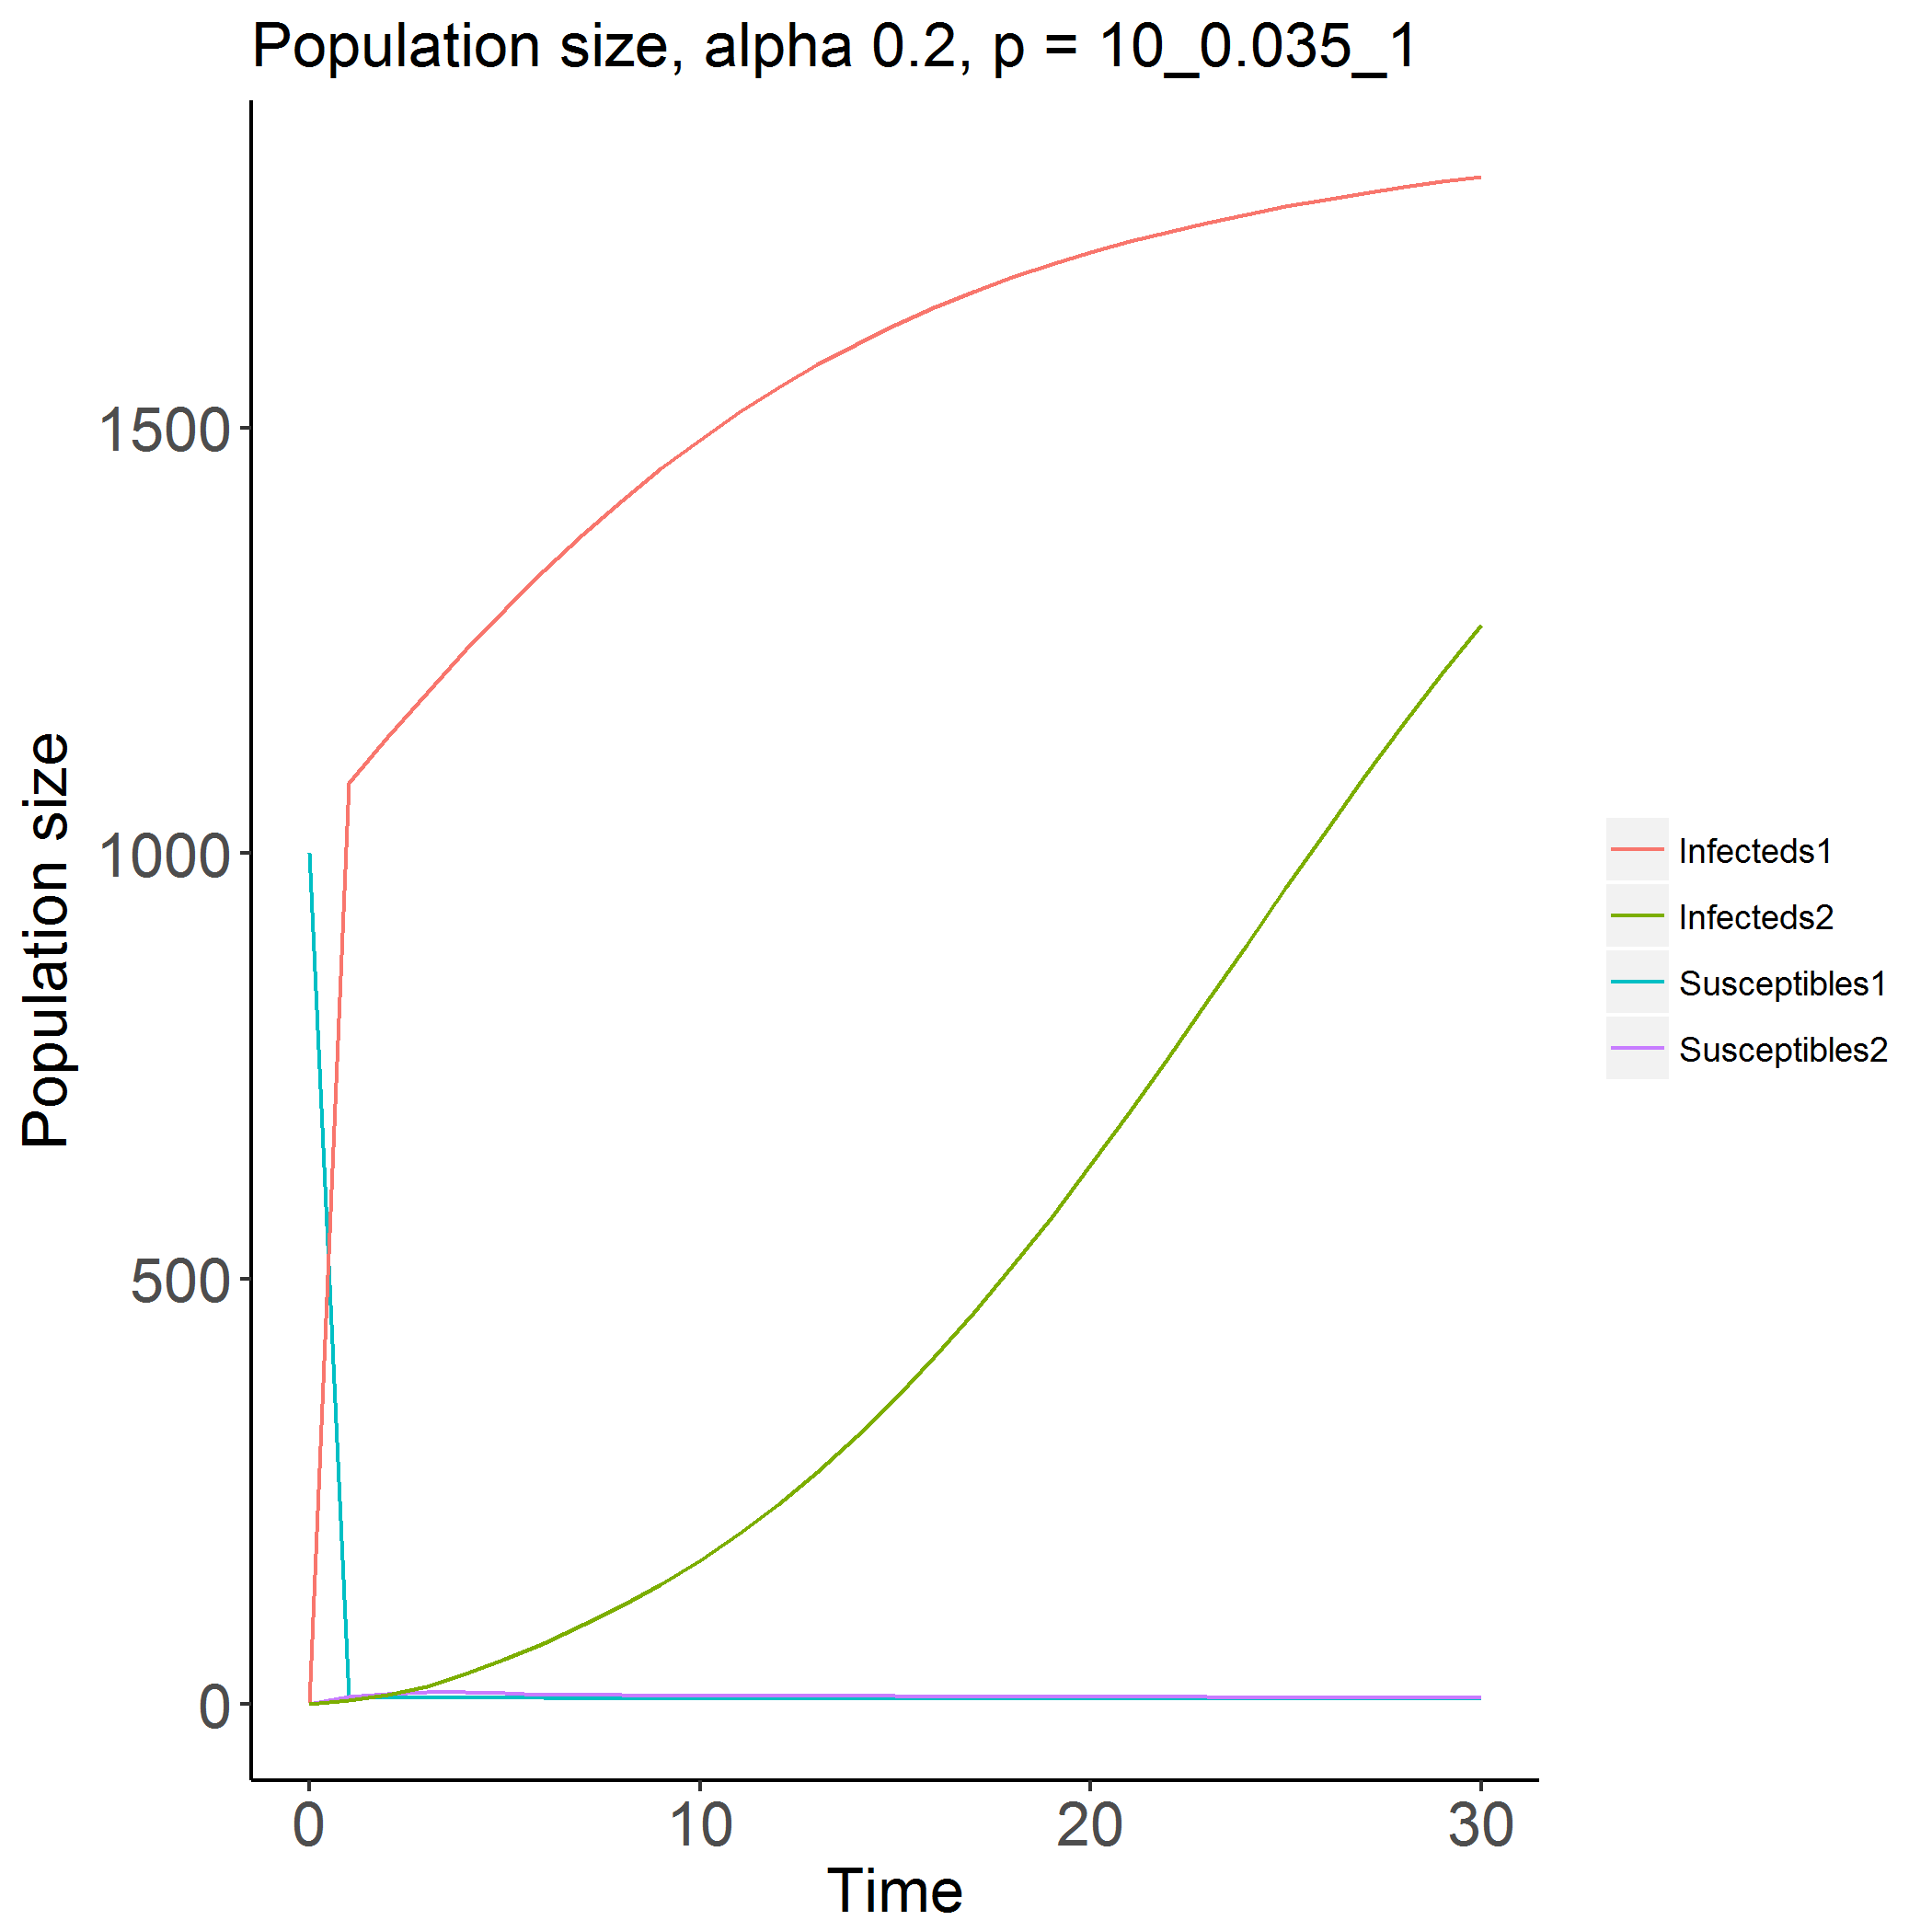 Population size, alpha 0.2, p = 10_0.035_1
Population size
1500
1000
500
0
0 10 20 30
Time
Infecteds1
Infecteds2
Susceptibles1
Susceptibles2